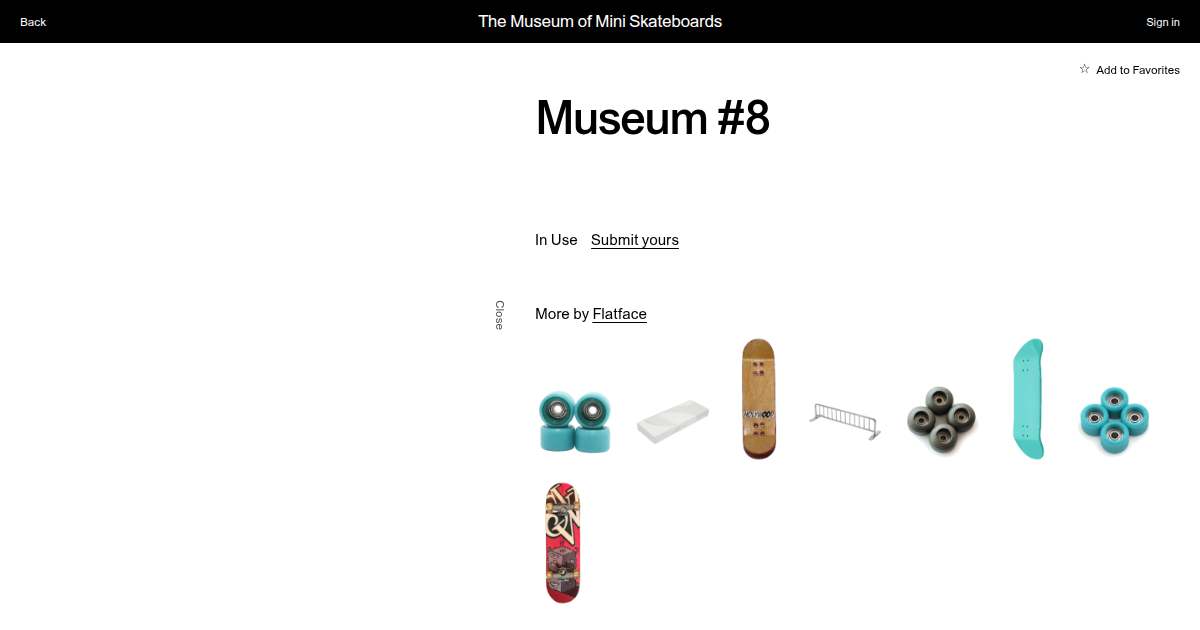 Back
The Museum of Mini Skateboards
Sign in
☆ Add to Favorites
Museum #8
In Use Submit yours
Close
More by Flatface